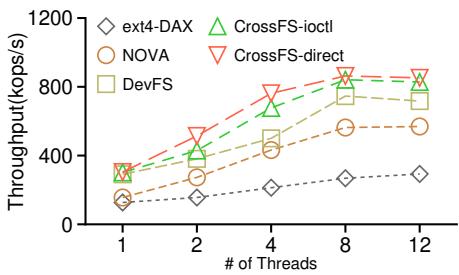 1200
800
400
0
Throughput(kops/s)
ext4-DAX
NOVA
DevFS
CrossFS-ioctl
CrossFS-direct
1 2 4 8 12
# of Threads